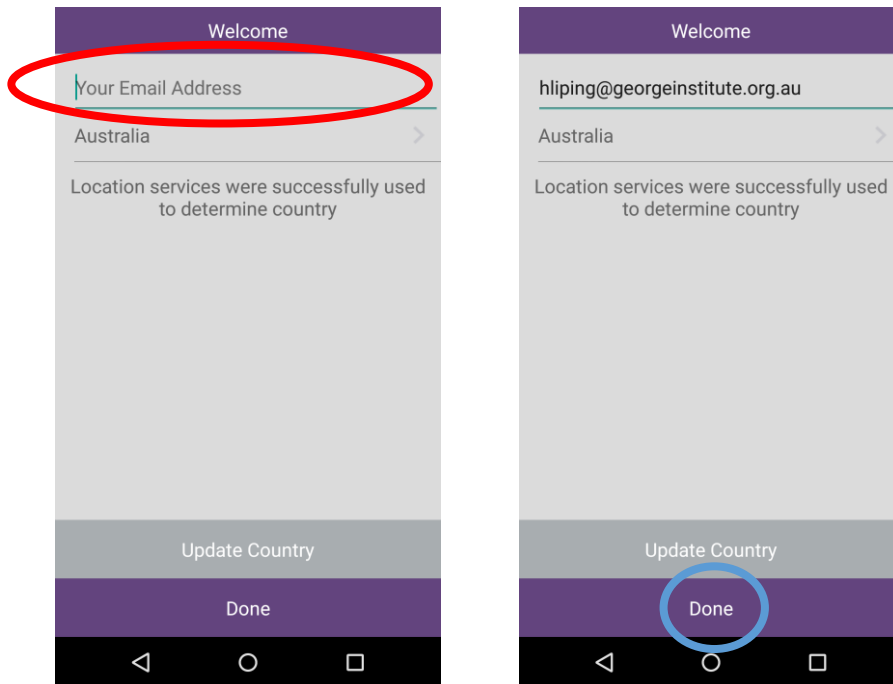 Welcome
Your Email Address
Australia
Location services were successfully used
to determine country
Update Country
Done
Welcome
hliping@georgeinstitute.org.au
Australia
Location services were successfully used
to determine country
Update Country
Done